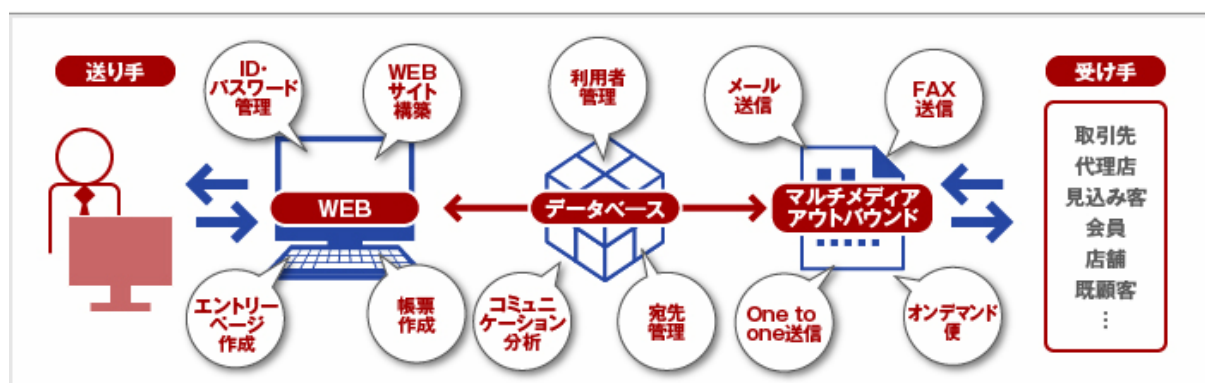 送り手
ID・
パスワード
管理
WEB
サイト
構築
利用者
管理
メール
送信
FAX
送信
受け手
WEB
データベース
マルチメディア
アウトバウンド
取引先
代理店
見込み客
会員
店舗
既顧客
⋮
エントリー
ページ
作成
帳票
作成
コミュニ
ケーション
分析
宛先
管理
One to
one送信
オンデマンド
便